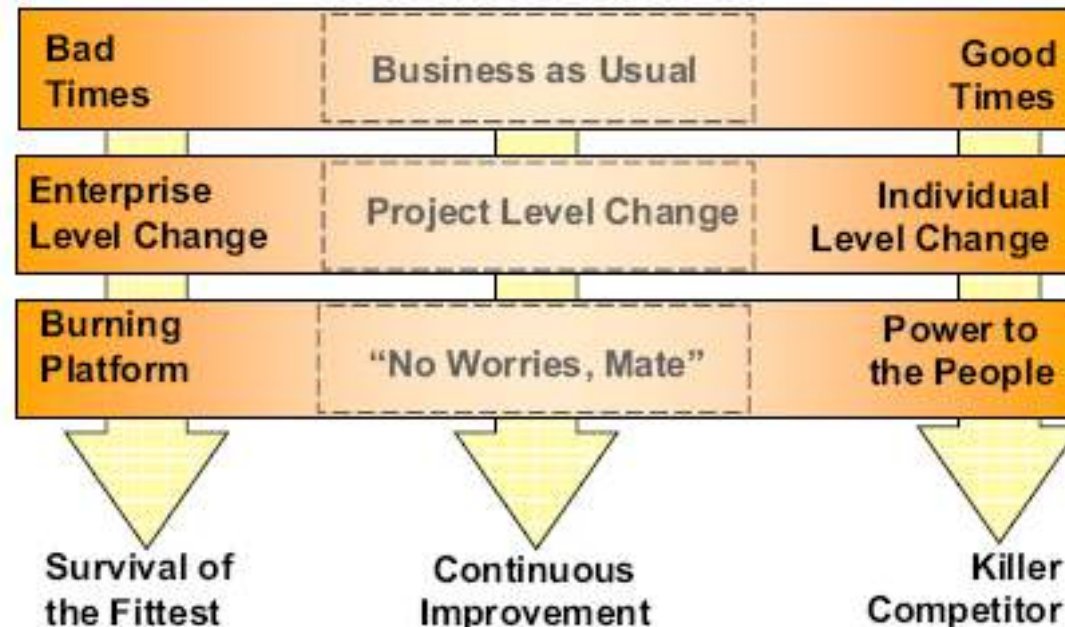 Bad
Times
Business as Usual
Good
Times
Enterprise
Level Change
Project Level Change
Individual
Level Change
Burning
Platform
“No Worries, Mate”
Power to
the People
Survival of
the Fittest
Continuous
Improvement
Killer
Competitor